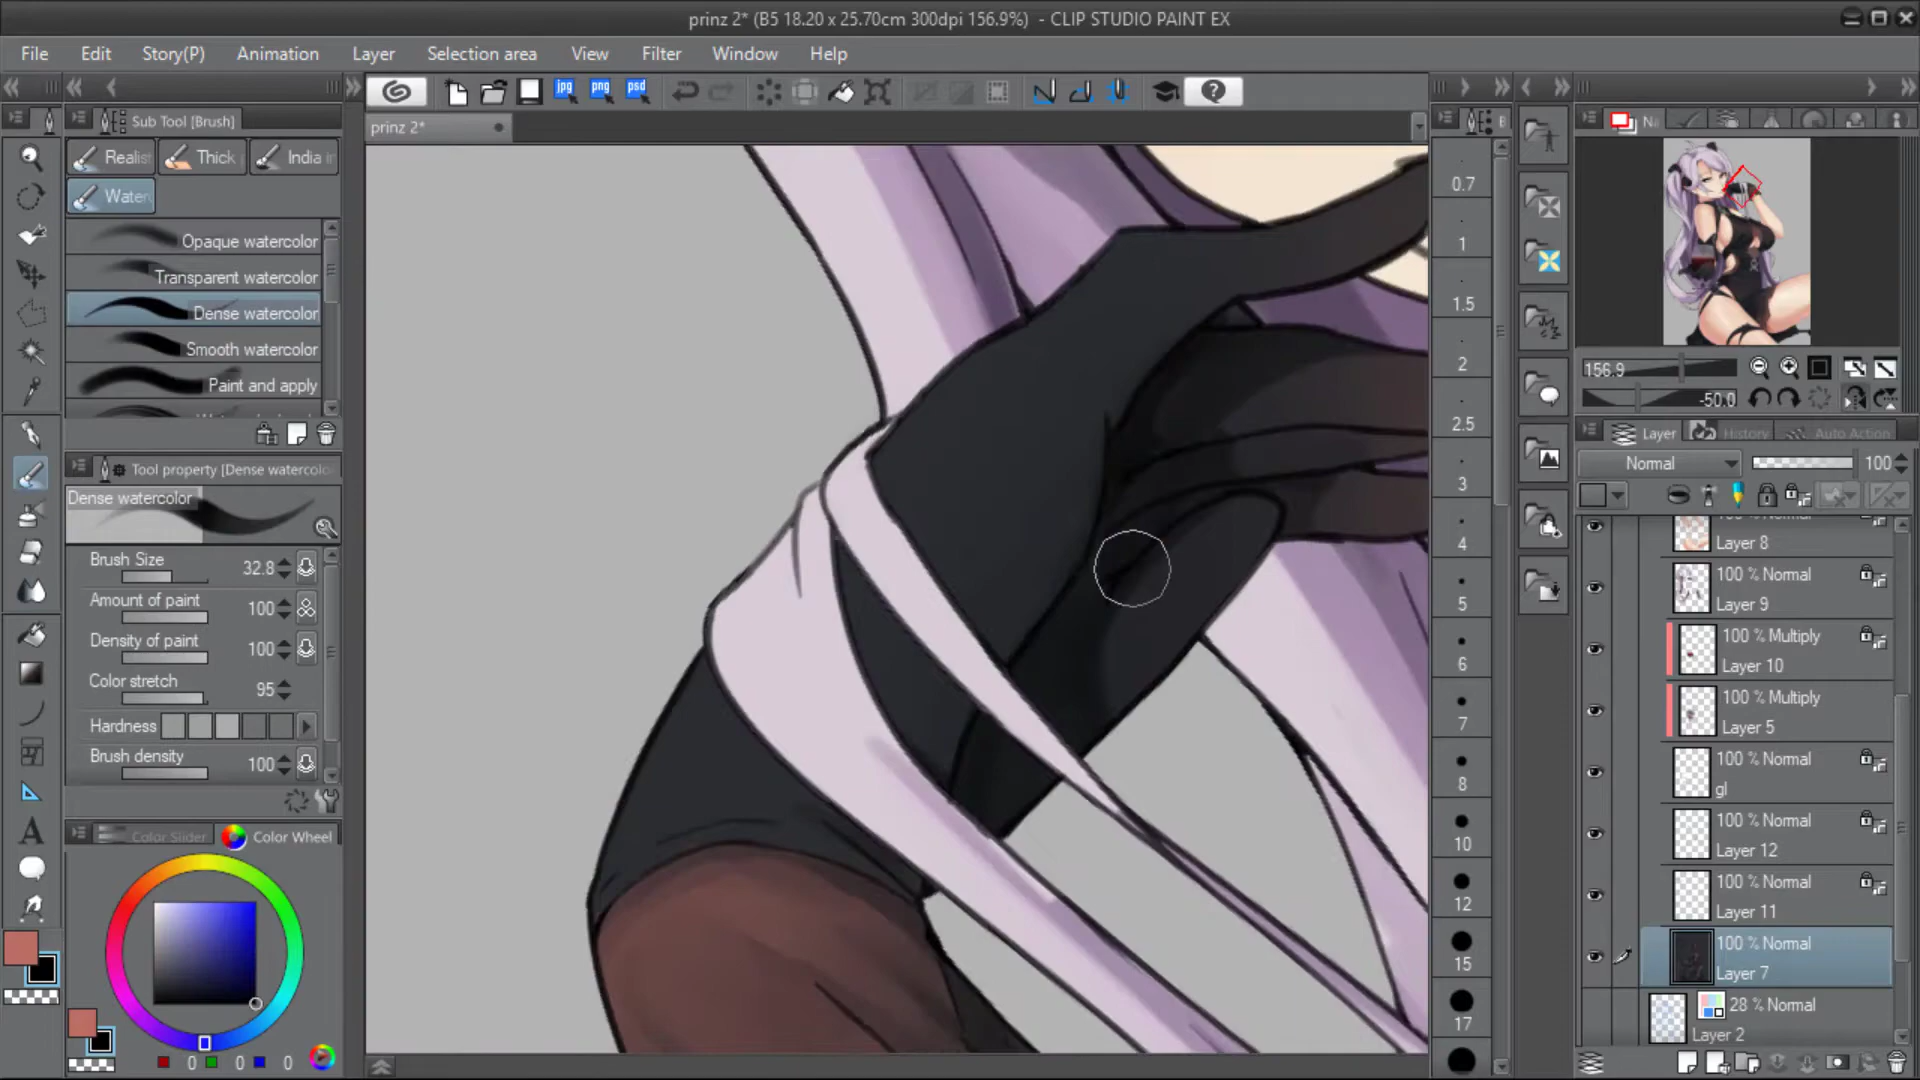 prinz 2* (B5 18.20 x 25.70cm 300dpi 156.9%) - CLIP STUDIO PAINT EX
File Edit Story(P) Animation Layer Selection area View Filter Window Help
jpg png psd
Sub Tool [Brush]
prinz 2*
Realist Thick India in
Water
Opaque watercolor
Transparent watercolor
Dense watercolor
Smooth watercolor
Paint and apply
Tool property [Dense watercolo
Dense watercolor
Brush Size 32.8
Amount of paint 100
Density of paint 100
Color stretch 95
Hardness
Brush density 100
Color Slider Color Wheel
0 0 0
0.7
1
1.5
2
2.5
3
4
5
6
7
8
10
12
15
17
156.9
-50.0
Layer History Auto Action
Normal 100
Layer 8
100 % Normal
Layer 9
100 % Multiply
Layer 10
100 % Multiply
Layer 5
100 % Normal
gl
100 % Normal
Layer 12
100 % Normal
Layer 11
100 % Normal
Layer 7
28 % Normal
Layer 2